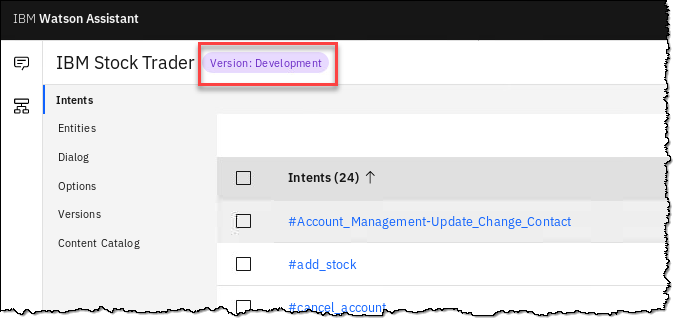 IBM Watson Assistant
IBM Stock Trader Version: Development
Intents
Entities
Dialog
Options
Versions
Content Catalog
Intents (24) ↑
#Account_Management-Update_Change_Contact
#add_stock
#cancel_account